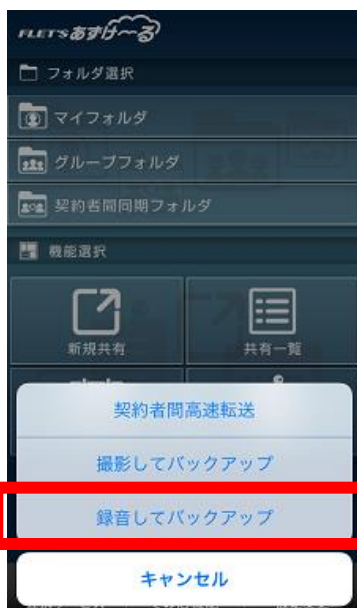 FLET'Sあずけ〜る
フォルダ選択
マイフォルダ
グループフォルダ
契約者間同期フォルダ
機能選択
新規共有
共有一覧
契約者間高速転送
撮影してバックアップ
録音してバックアップ
キャンセル